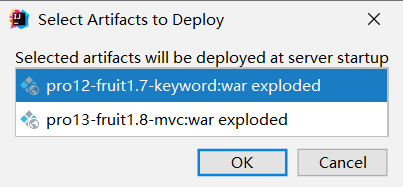 Select Artifacts to Deploy
Selected artifacts will be deployed at server startup
pro12-fruit1.7-keyword:war exploded
pro13-fruit1.8-mvc:war exploded
OK
Cancel